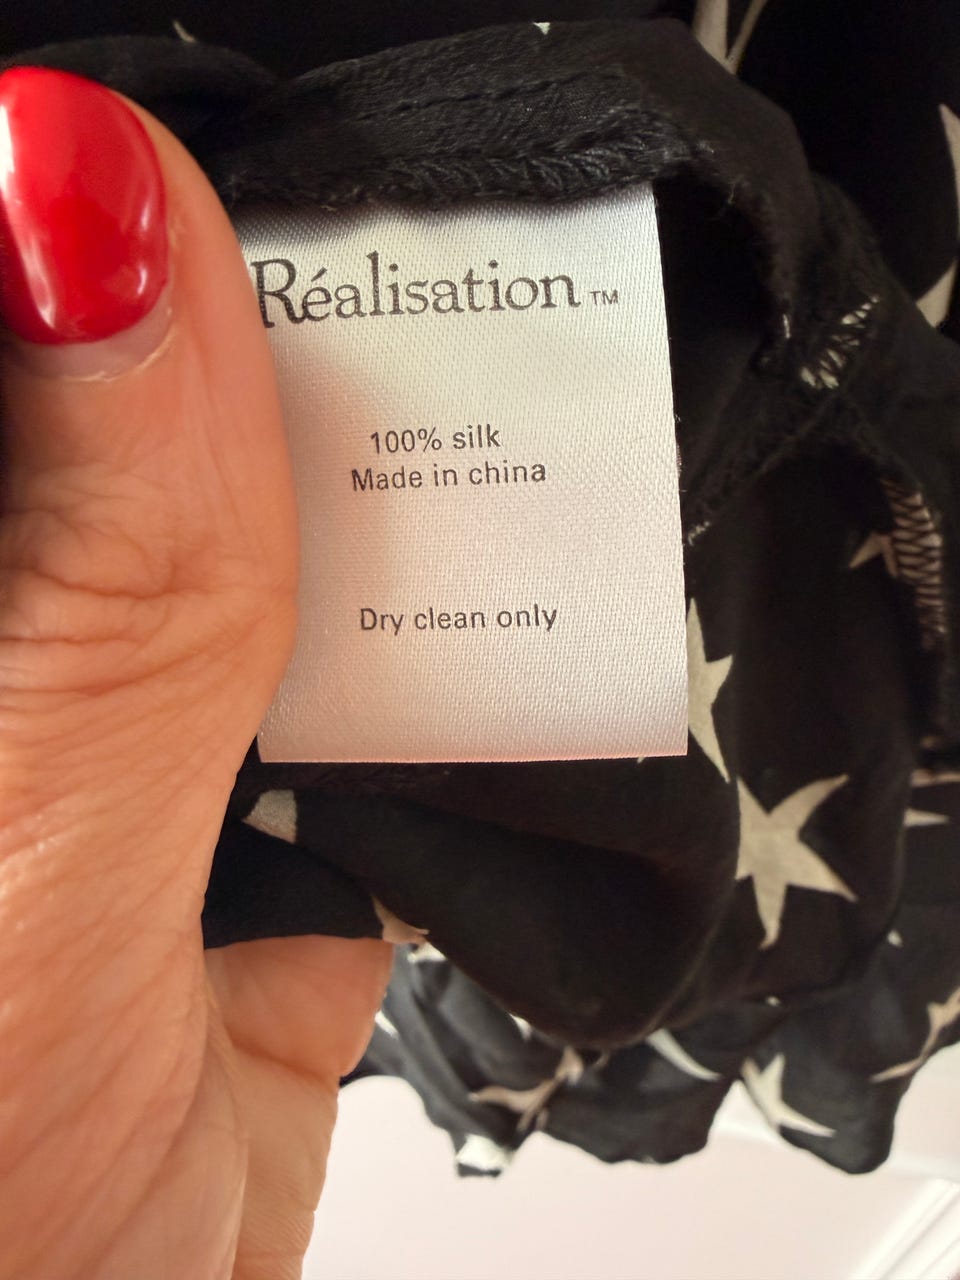 Réalisation™
100% silk
Made in china
Dry clean only